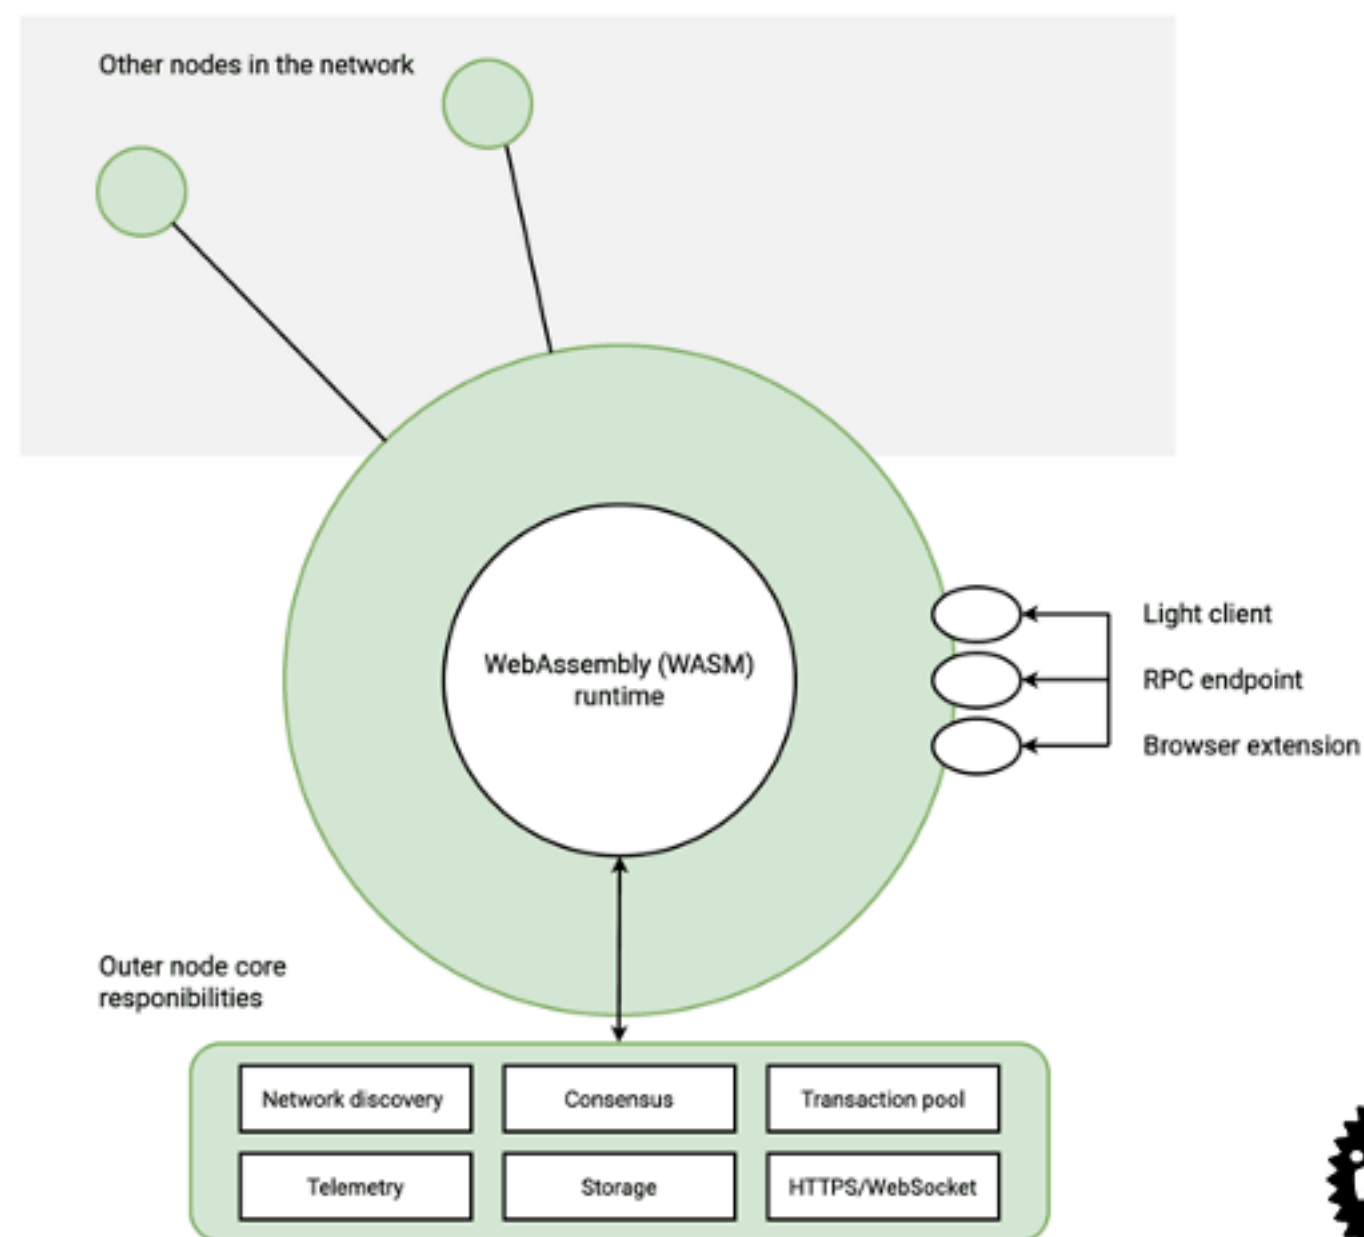 Other nodes in the network
WebAssembly (WASM)
runtime
Light client
RPC endpoint
Browser extension
Outer node core
responibilities
Network discovery
Consensus
Transaction pool
Telemetry
Storage
HTTPS/WebSocket